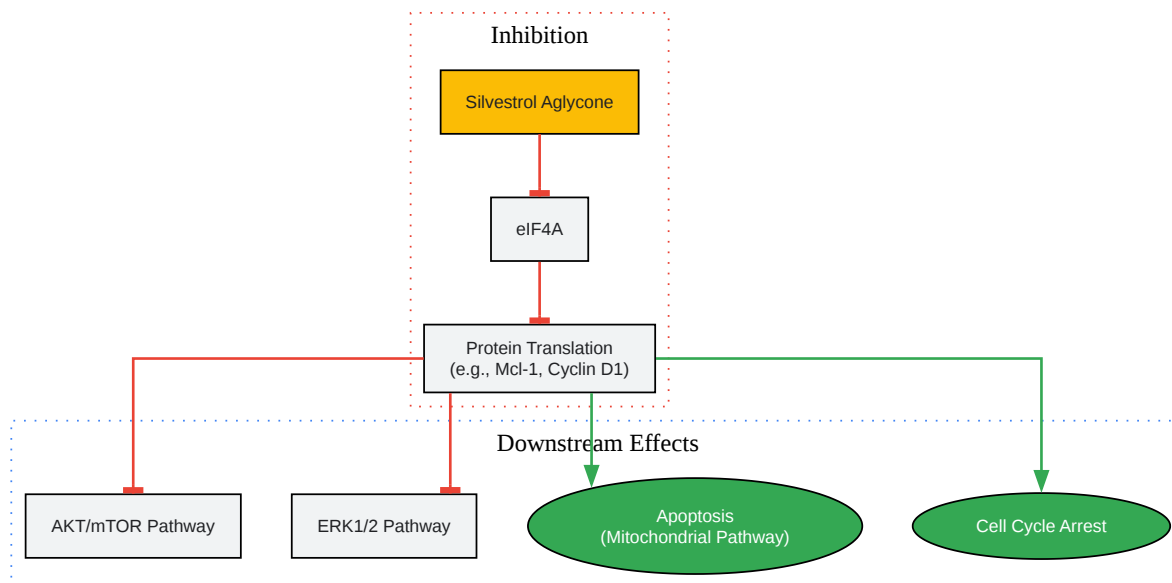 Inhibition
Silvestrol Aglycone
eIF4A
Protein Translation
(e.g., Mcl-1, Cyclin D1)
Downstream Effects
AKT/mTOR Pathway
ERK1/2 Pathway
Apoptosis
(Mitochondrial Pathway)
Cell Cycle Arrest